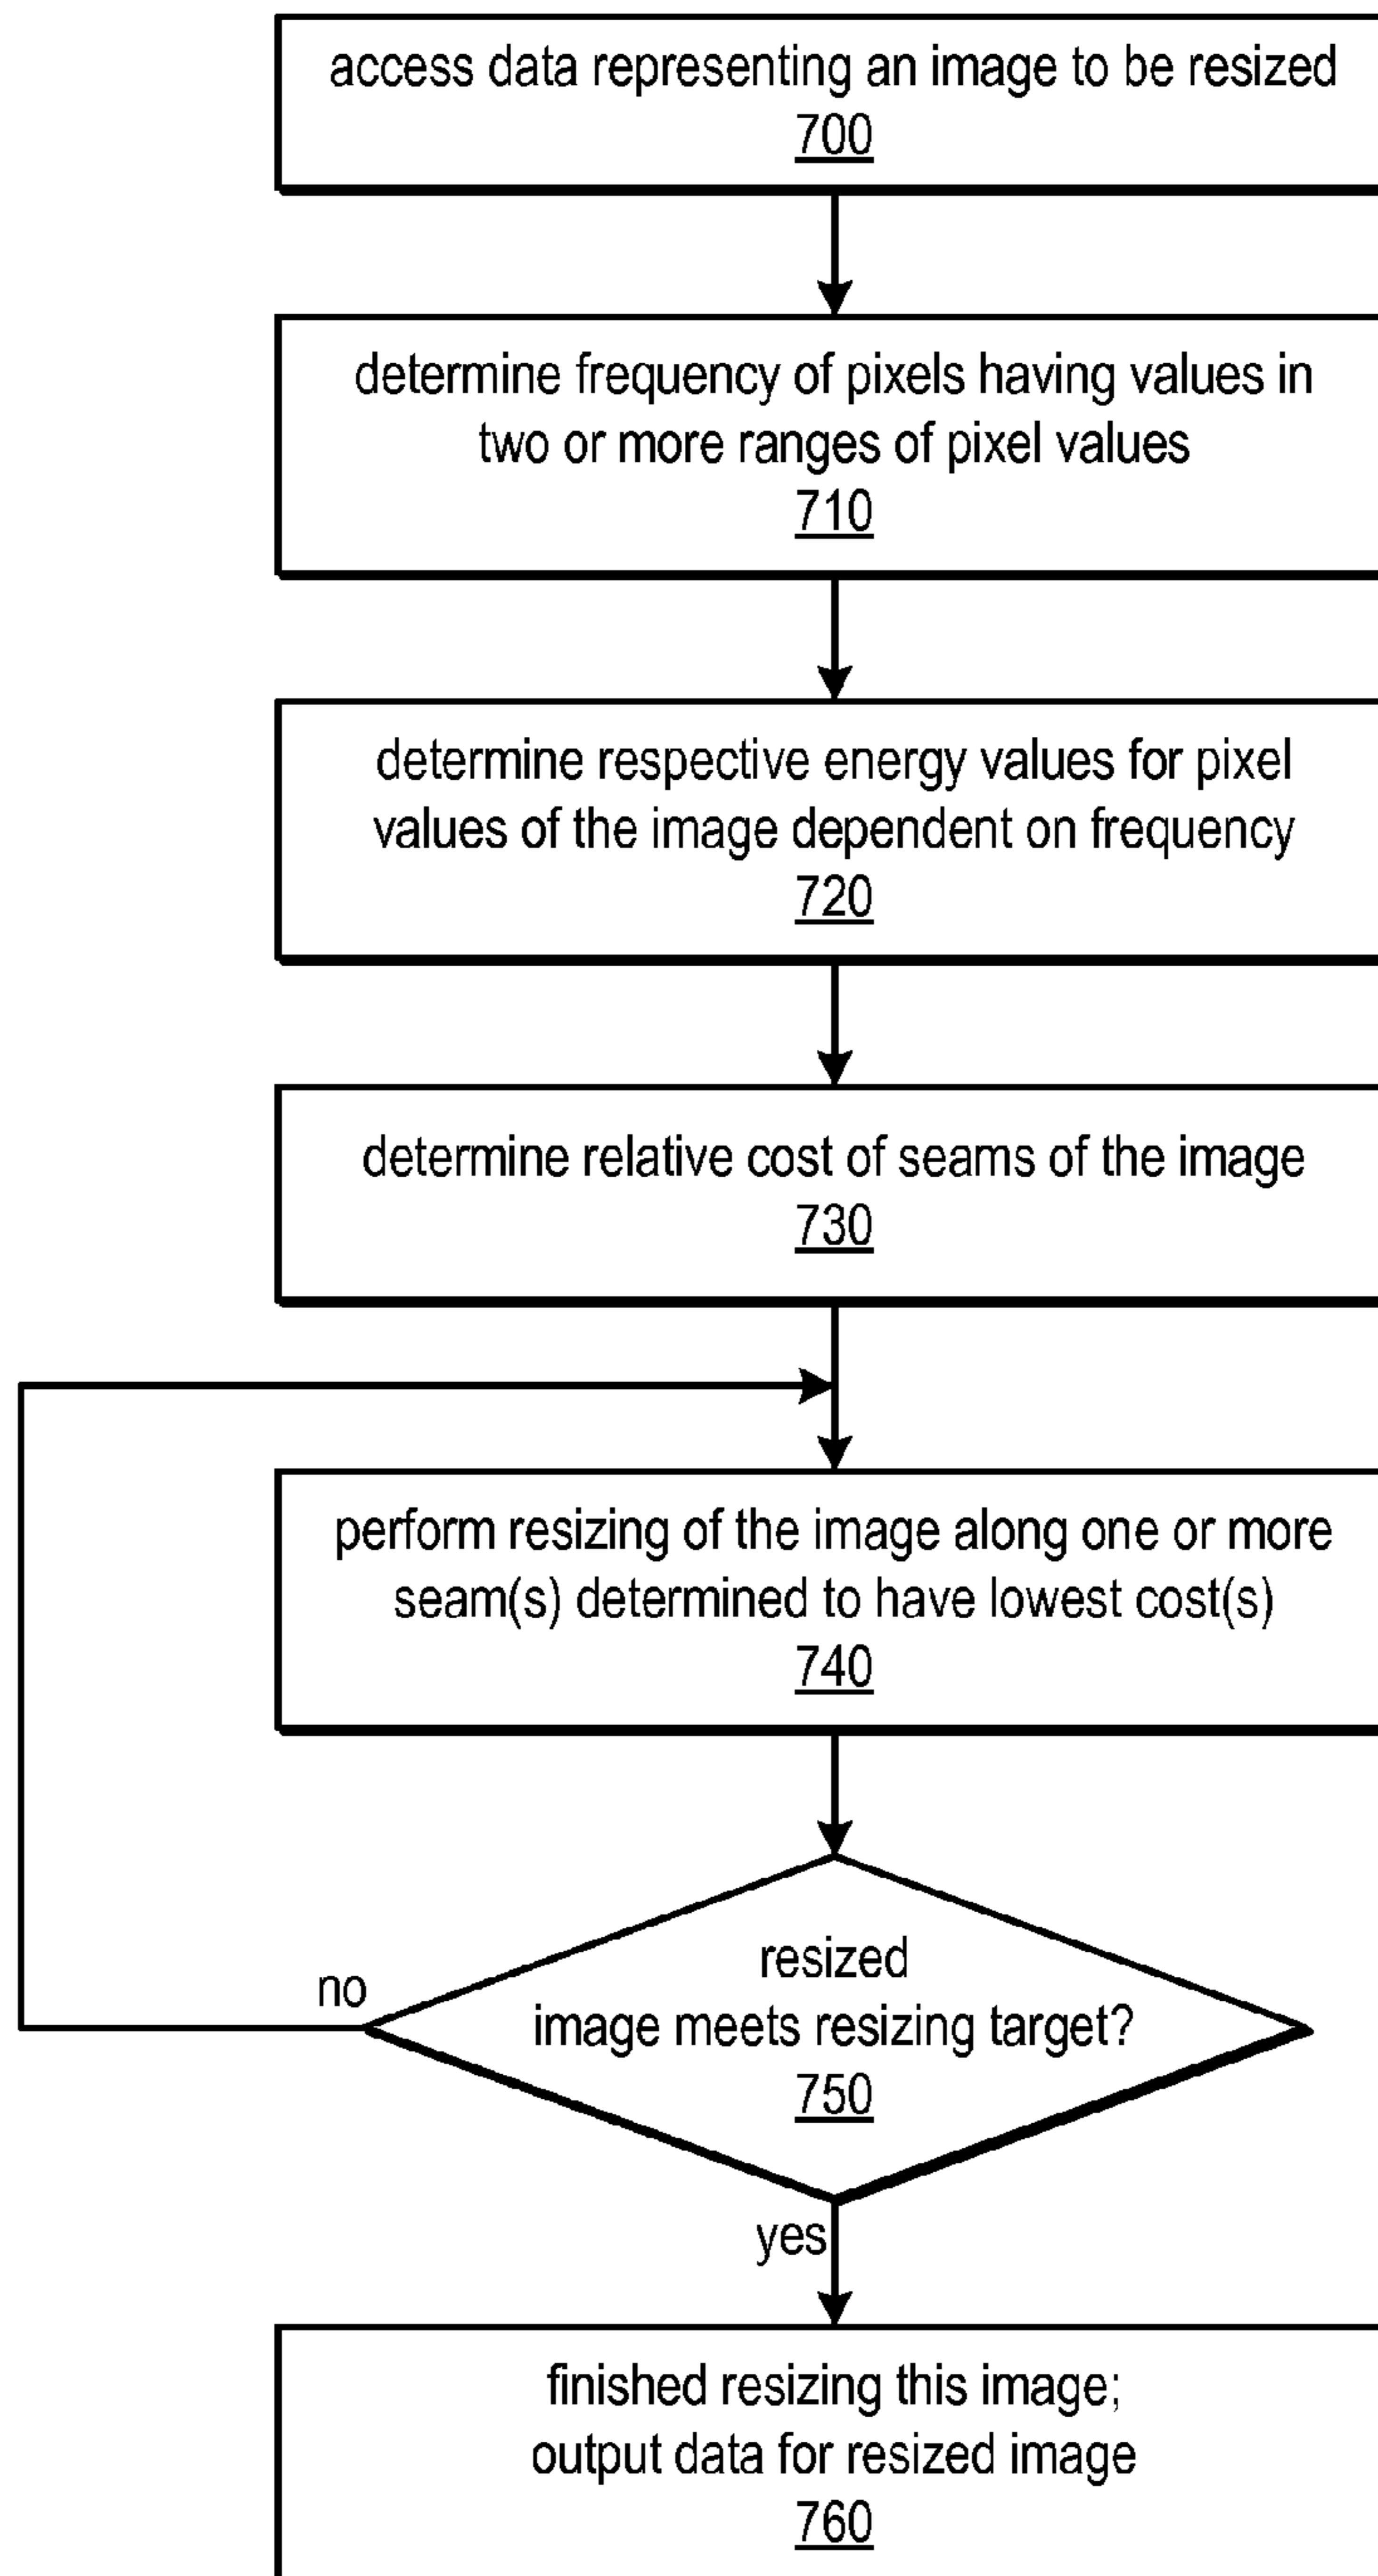 access data representing an image to be resized
700
determine frequency of pixels having values in
two or more ranges of pixel values
710
determine respective energy values for pixel
values of the image dependent on frequency
720
determine relative cost of seams of the image
730
perform resizing of the image along one or more
seam(s) determined to have lowest cost(s)
740
resized
no
image meets resizing target?
750
yes
finished resizing this image;
output data for resized image
760